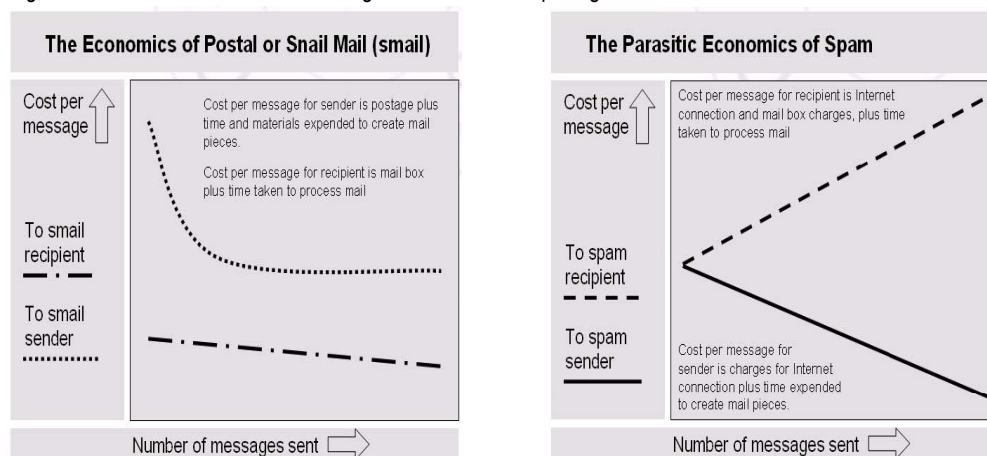 The Economics of Postal or Snail Mail (smail)
Cost per
message
Cost per message for sender is postage plus
time and materials expended to create mail
pieces.
Cost per message for recipient is mail box
plus time taken to process mail
To smail
recipient
To smail
sender
Number of messages sent
The Parasitic Economics of Spam
Cost per
message
Cost per message for recipient is Internet
connection and mail box charges, plus time
taken to process mail
To spam
recipient
To spam
sender
Cost per message for
sender is charges for Internet
connection plus time expended
to create mail pieces.
Number of messages sent